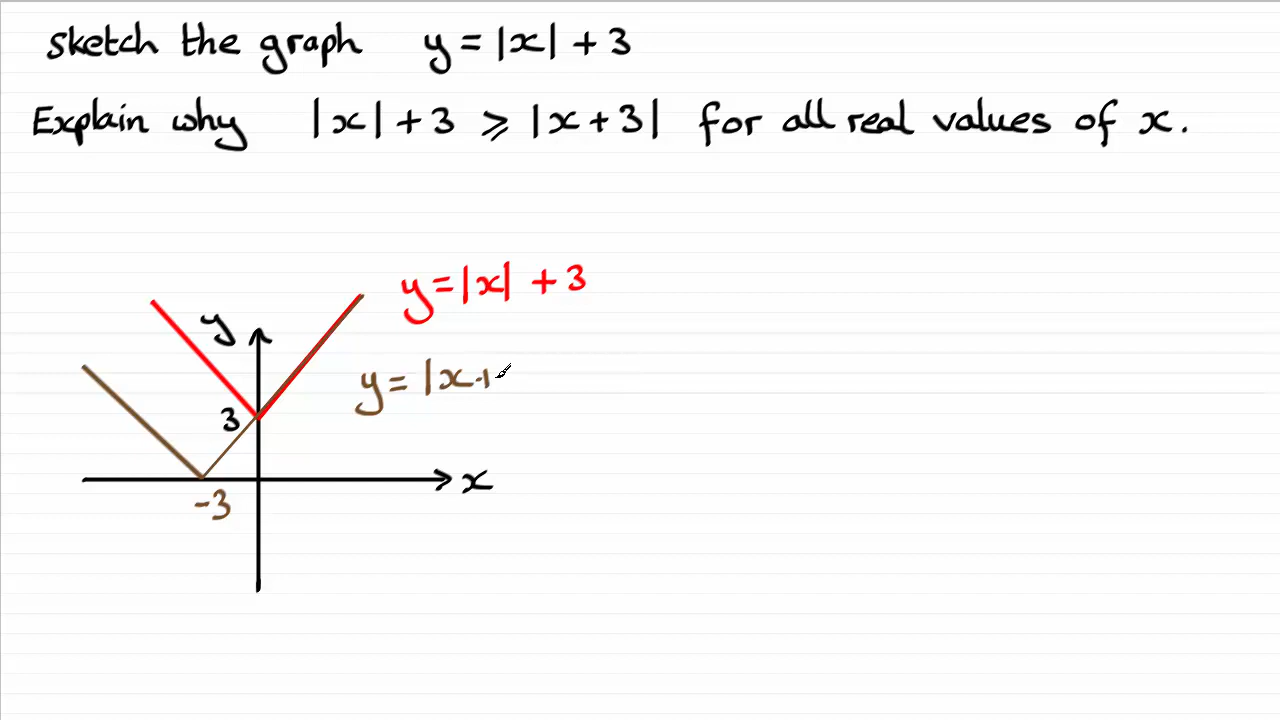 sketch the graph y = |x| + 3
Explain why |x| + 3 ⩾ |x + 3| for all real values of x.
y = |x| + 3
y
y = |x +
3
x
-3